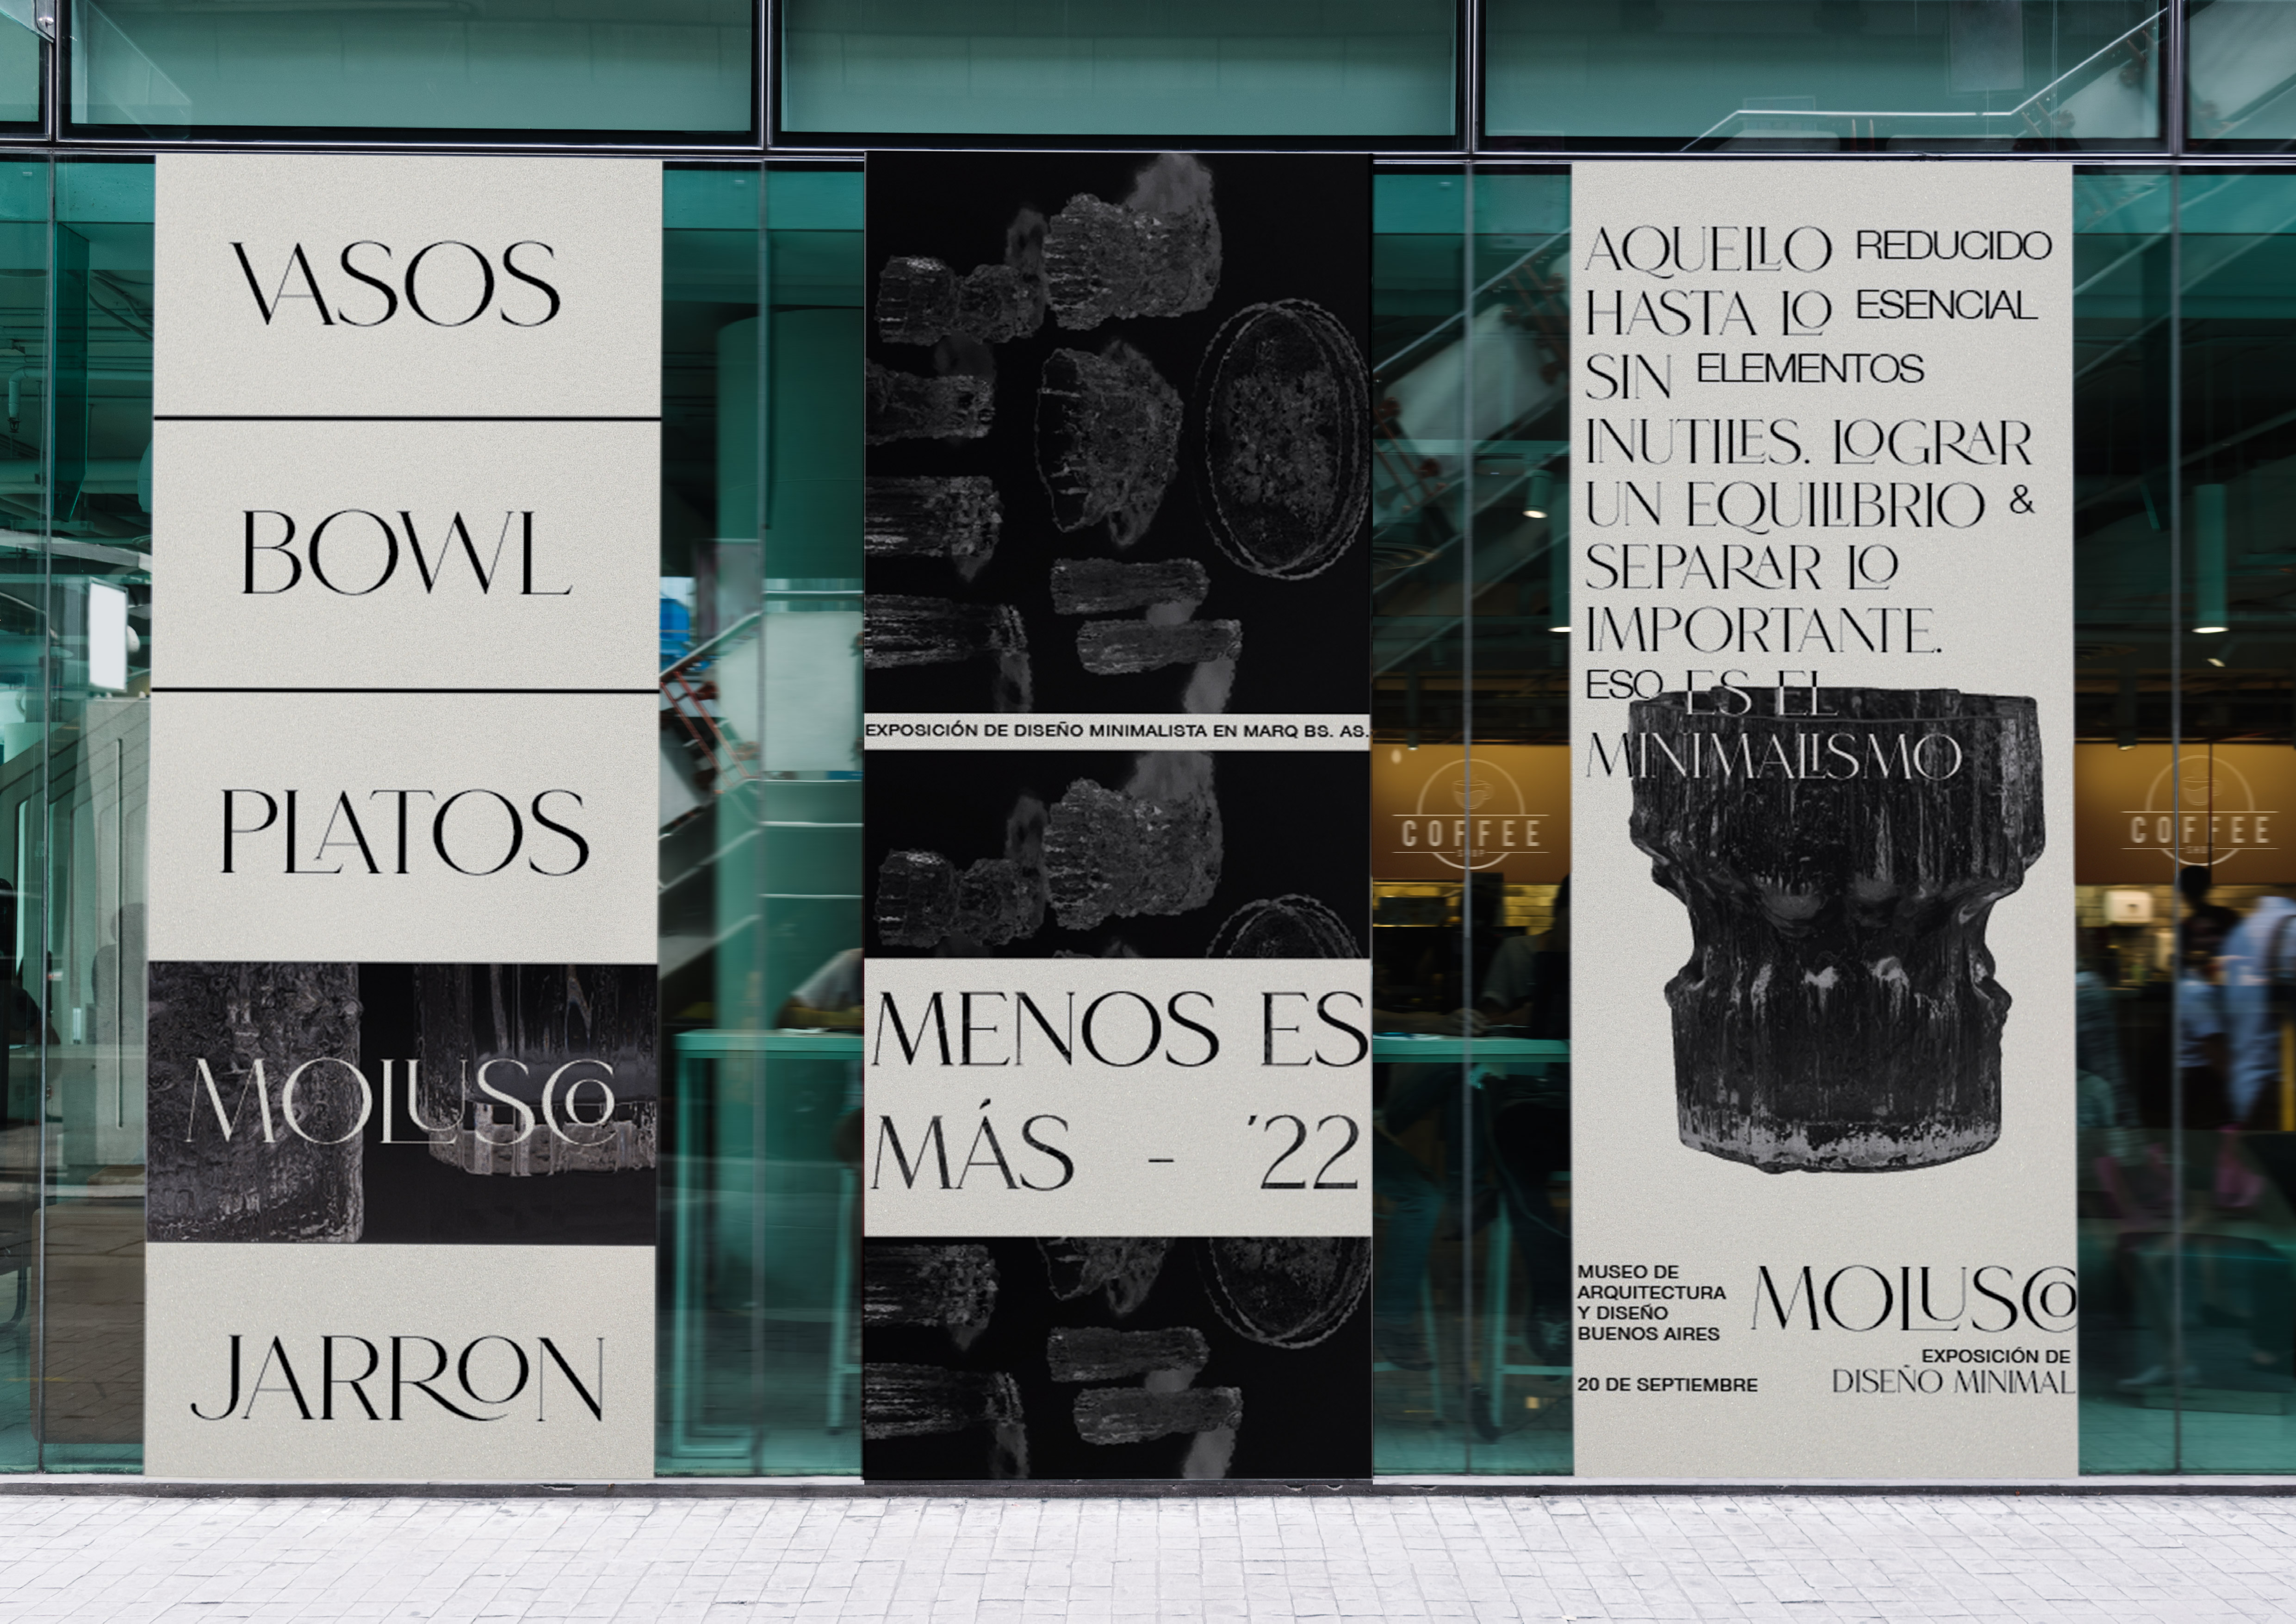 VASOS
BOWL
PLATOS
MOLUSCO
JARRON
EXPOSICIÓN DE DISEÑO MINIMALISTA EN MARQ BS. AS.
MENOS ES
MÁS - '22
AQUELLO REDUCIDO
HASTA LO ESENCIAL
SIN ELEMENTOS
INUTILES. LOGRAR
UN EQUILIBRIO &
SEPARAR LO
IMPORTANTE.
ESO ES EL
MINIMALISMO
MUSEO DE
ARQUITECTURA
Y DISEÑO
BUENOS AIRES
20 DE SEPTIEMBRE
MOLUSCO
EXPOSICIÓN DE
DISEÑO MINIMAL
COFFEE
SHOP
COFFEE
SHOP